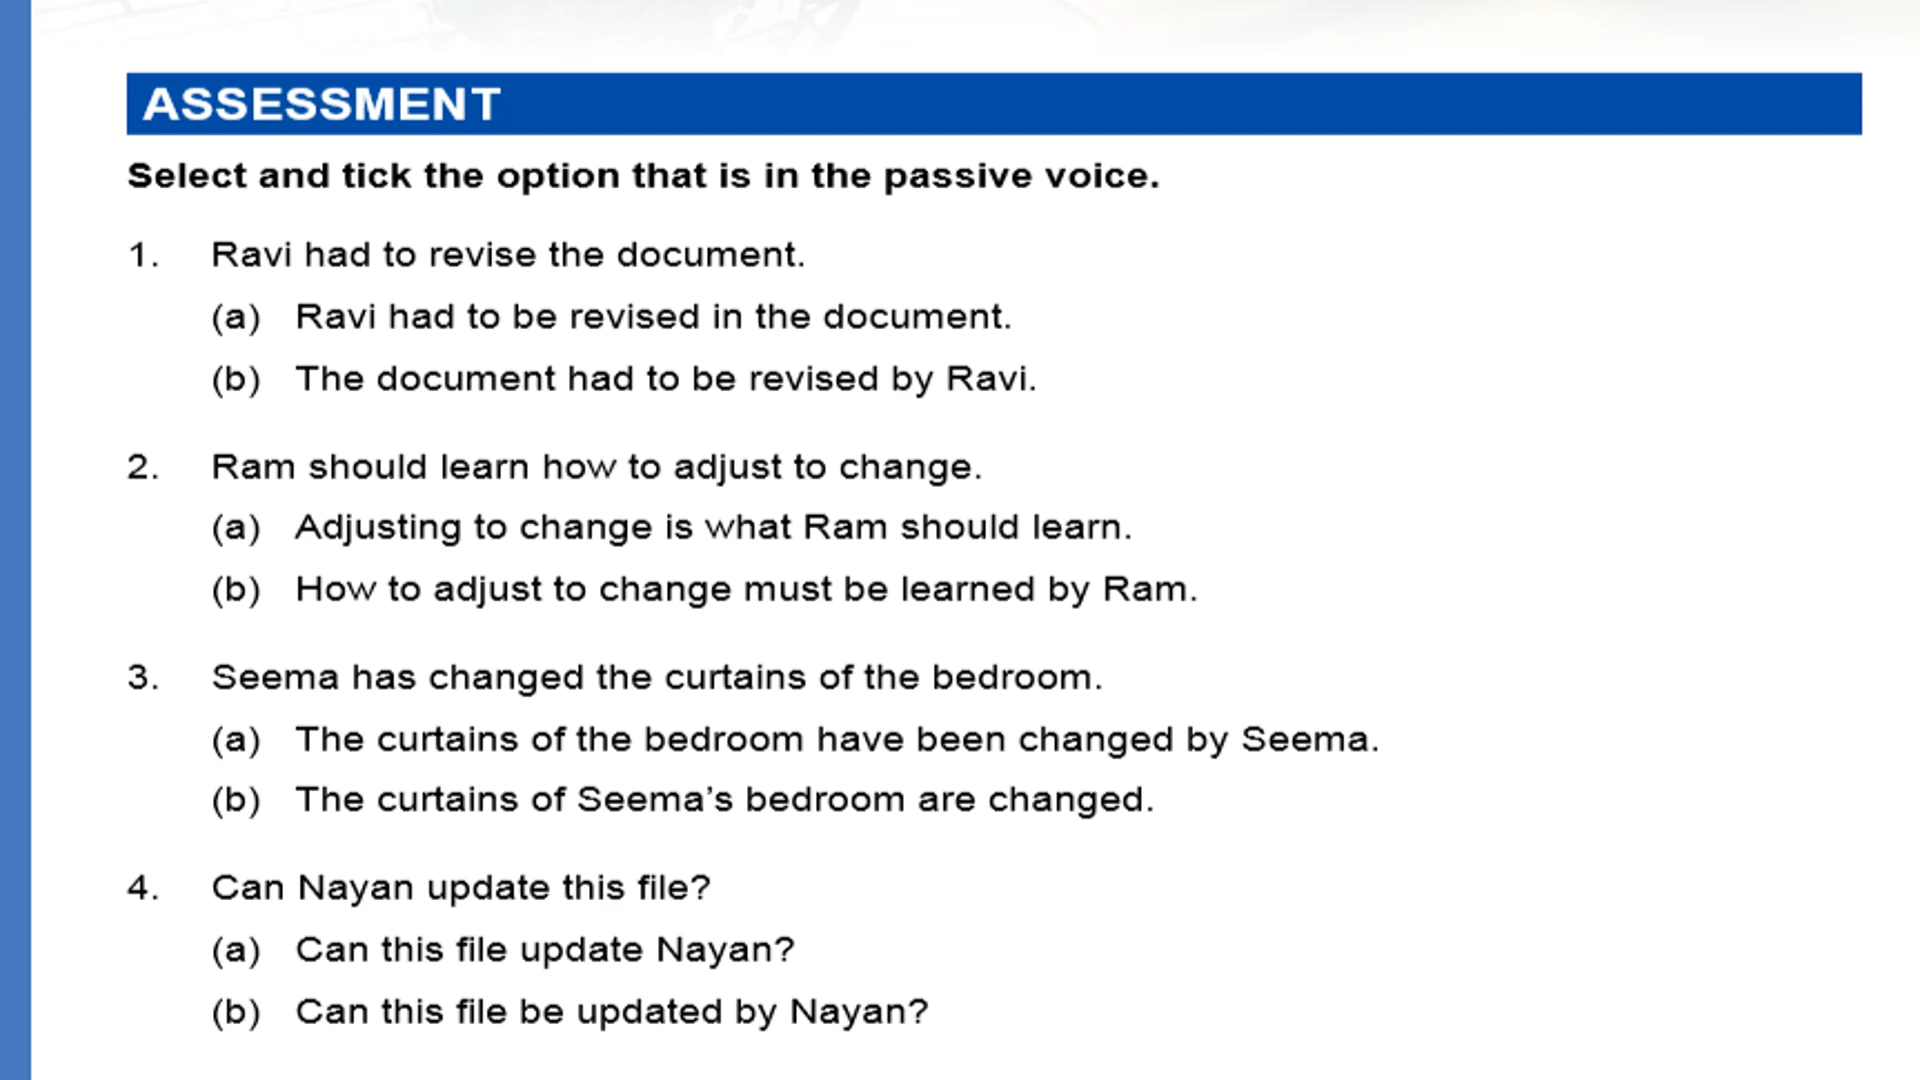 ASSESSMENT
Select and tick the option that is in the passive voice.
1. Ravi had to revise the document.
(a) Ravi had to be revised in the document.
(b) The document had to be revised by Ravi.
2. Ram should learn how to adjust to change.
(a) Adjusting to change is what Ram should learn.
(b) How to adjust to change must be learned by Ram.
3. Seema has changed the curtains of the bedroom.
(a) The curtains of the bedroom have been changed by Seema.
(b) The curtains of Seema’s bedroom are changed.
4. Can Nayan update this file?
(a) Can this file update Nayan?
(b) Can this file be updated by Nayan?